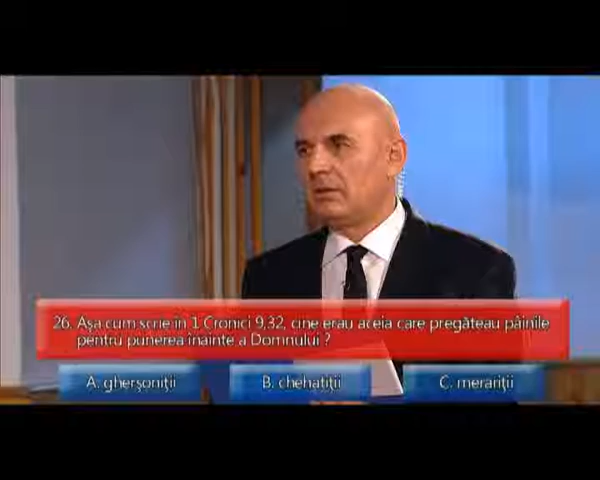 26. Aşa cum scrie în 1 Cronici 9,32, cine erau aceia care pregăteau pâinile
pentru punerea înainte a Domnului ?
A. gherşoniţii
B. chehatiţii
C. merariţii